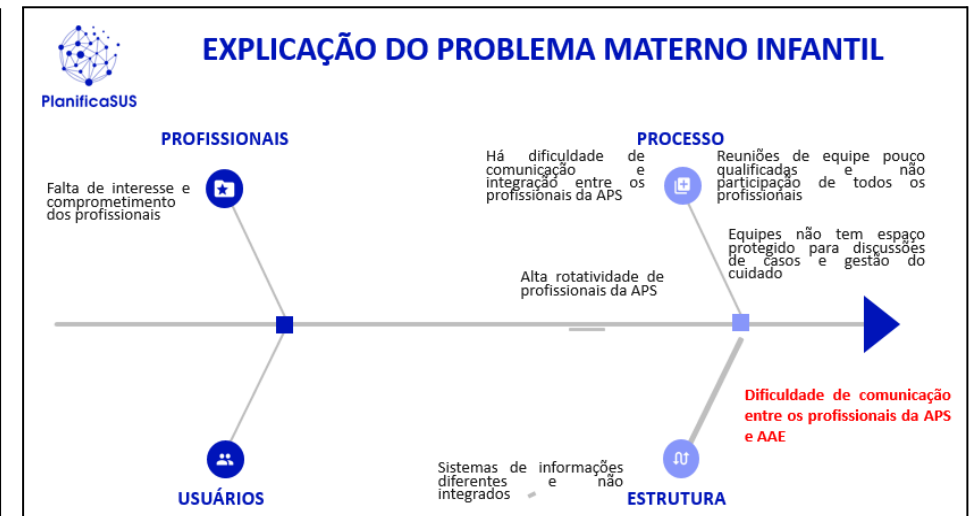 EXPLICAÇÃO DO PROBLEMA MATERNO INFANTIL
PlanificaSUS
PROFISSIONAIS
PROCESSO
Falta de interesse e
comprometimento
dos profissionais
Há dificuldade de
comunicação e
integração entre os
profissionais da APS
Reuniões de equipe pouco
qualificadas e não
participação de todos os
profissionais
Equipes não tem espaço
protegido para discussões
de casos e gestão do
cuidado
Alta rotatividade de
profissionais da APS
Dificuldade de comunicação
entre os profissionais da APS
e AAE
Sistemas de informações
diferentes e não
integrados
USUÁRIOS
ESTRUTURA